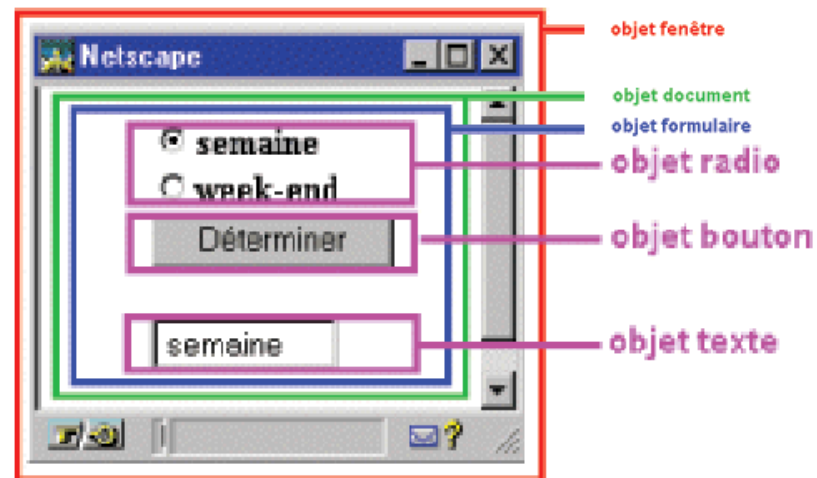 objet fenêtre
Netscape
objet document
objet formulaire
semaine
objet radio
week-end
Déterminer
objet bouton
semaine
objet texte